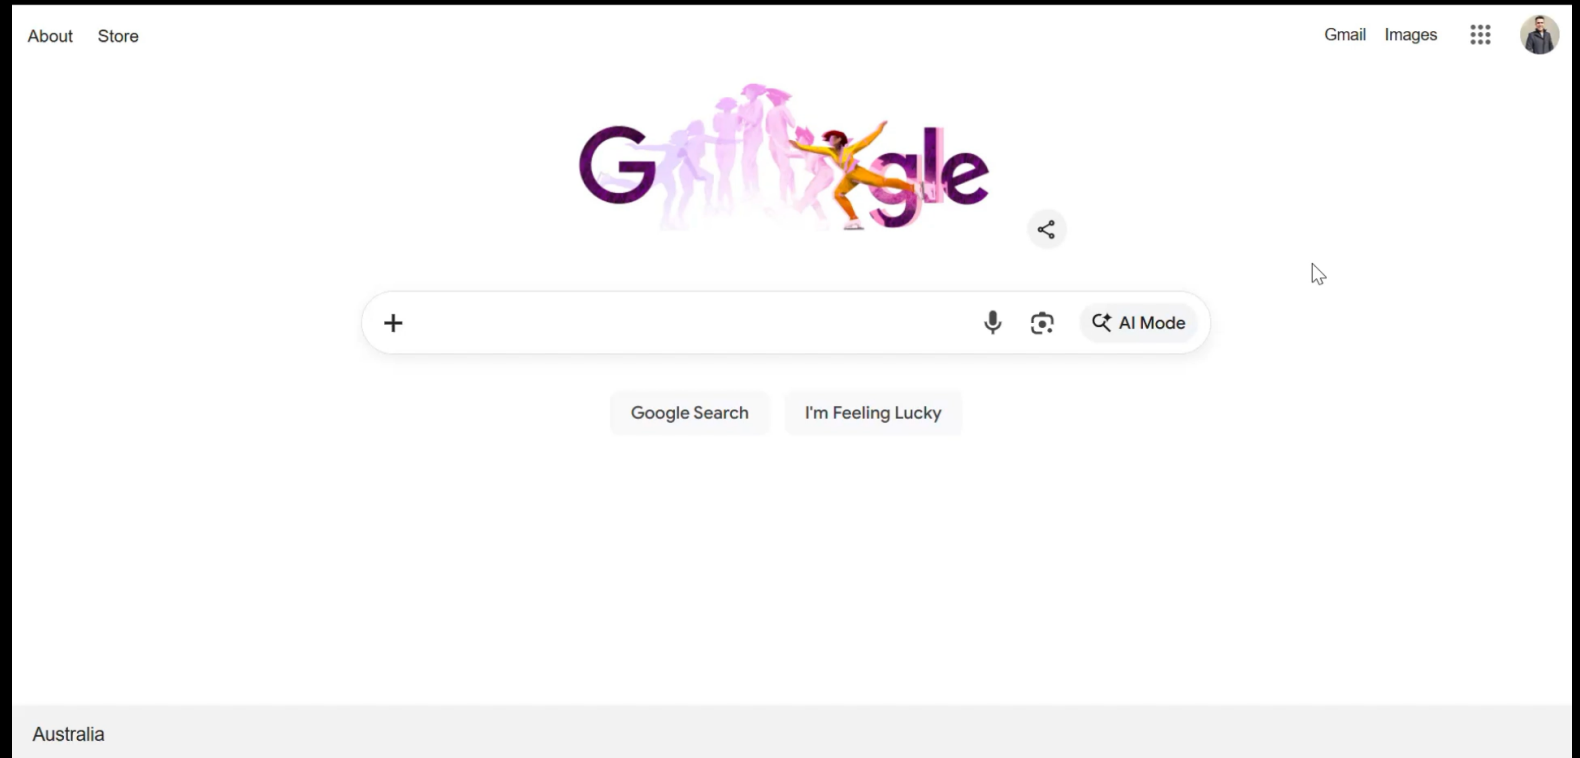 About Store
Gmail Images
Google
AI Mode
Google Search I'm Feeling Lucky
Australia